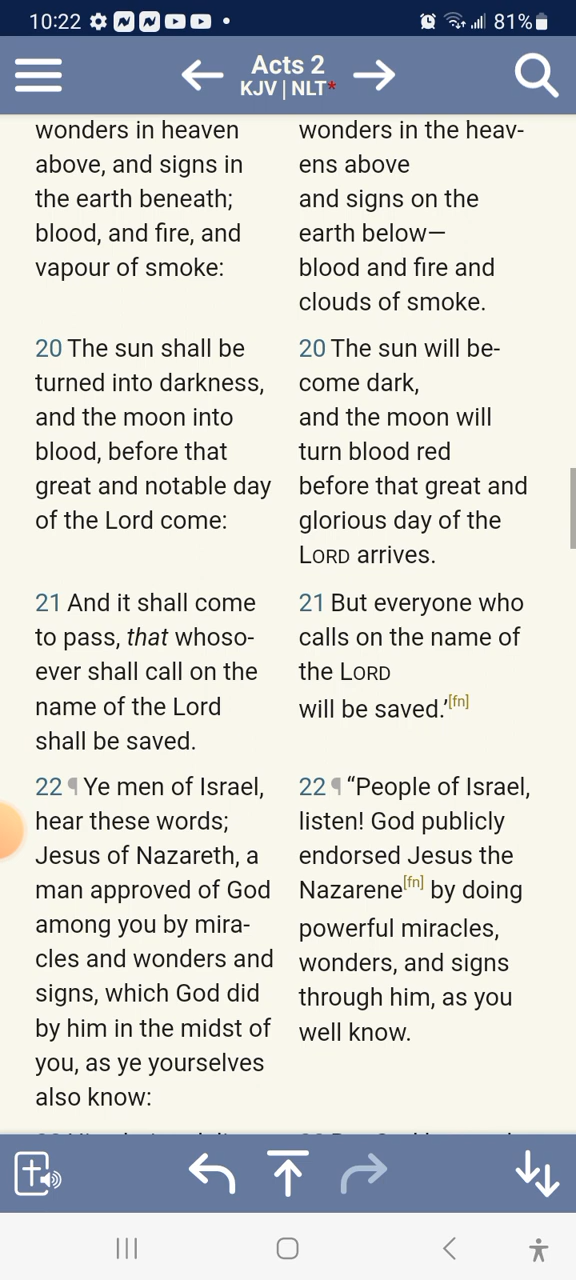 10:22
81%
Acts 2
KJV | NLT*
wonders in heaven
above, and signs in
the earth beneath;
blood, and fire, and
vapour of smoke:
20 The sun shall be
turned into darkness,
and the moon into
blood, before that
great and notable day
of the Lord come:
21 And it shall come
to pass, that whoso-
ever shall call on the
name of the Lord
shall be saved.
22 ¶ Ye men of Israel,
hear these words;
Jesus of Nazareth, a
man approved of God
among you by mira-
cles and wonders and
signs, which God did
by him in the midst of
you, as ye yourselves
also know:
wonders in the heav-
ens above
and signs on the
earth below—
blood and fire and
clouds of smoke.
20 The sun will be-
come dark,
and the moon will
turn blood red
before that great and
glorious day of the
LORD arrives.
21 But everyone who
calls on the name of
the LORD
will be saved.’[fn]
22 ¶ “People of Israel,
listen! God publicly
endorsed Jesus the
Nazarene[fn] by doing
powerful miracles,
wonders, and signs
through him, as you
well know.